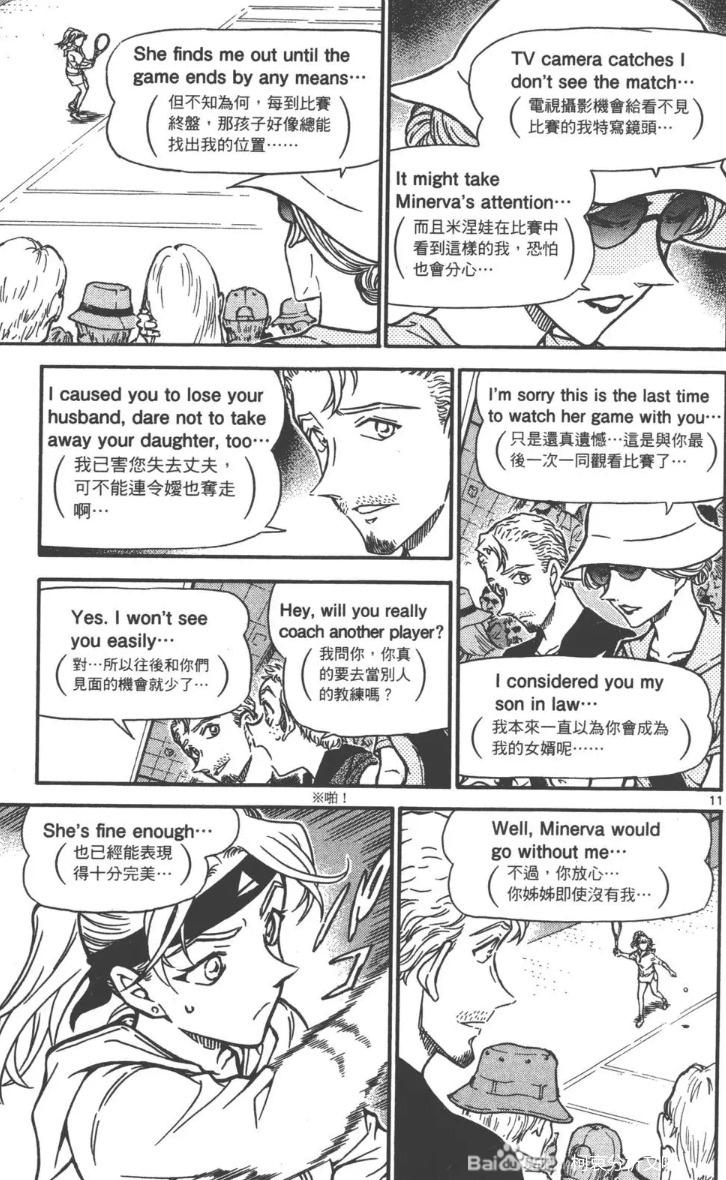 TV camera catches I
don't see the match…
(電視攝影機會給看不見
比賽的我特寫鏡頭…)
It might take
Minerva's attention…
(而且米涅娃在比賽中
看到這樣的我，恐怕
也會分心…)
She finds me out until the
game ends by any means…
(但不知為何，每到比賽
終盤，那孩子好像總能
找出我的位置……)
I'm sorry this is the last time
to watch her game with you…
(只是還真遺憾…這是與你最
後一次一同觀看比賽了…)
I considered you my
son in law…
(我本來一直以為你會成為
我的女婿呢……)
I caused you to lose your
husband, dare not to take
away your daughter, too…
(我已害您失去丈夫，
可不能連令嬡也奪走
啊…)
Hey, will you really
coach another player?
(我問你，你真
的要去當別人
的教練嗎？)
Yes. I won't see
you easily…
(對…所以往後和你們
見面的機會就少了…)
11
Well, Minerva would
go without me…
(不過，你放心…
你姊姊即使沒有我…)
※啪！
She's fine enough…
(也已經能表現
得十分完美…)
Bai